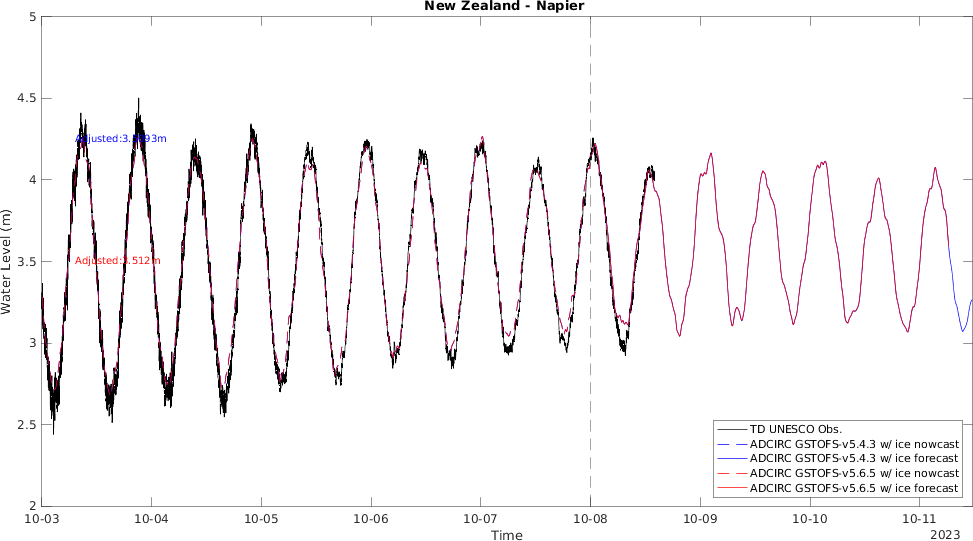 New Zealand - Napier
5
4.5
4
3.5
3
2.5
2
Water Level (m)
Adjusted:3.512m
TD UNESCO Obs.
ADCIRC GSTOFS-v5.4.3 w/ ice nowcast
ADCIRC GSTOFS-v5.4.3 w/ ice forecast
ADCIRC GSTOFS-v5.6.5 w/ ice nowcast
ADCIRC GSTOFS-v5.6.5 w/ ice forecast
10-03
10-04
10-05
10-06
10-07
10-08
10-09
10-10
10-11
Time
2023